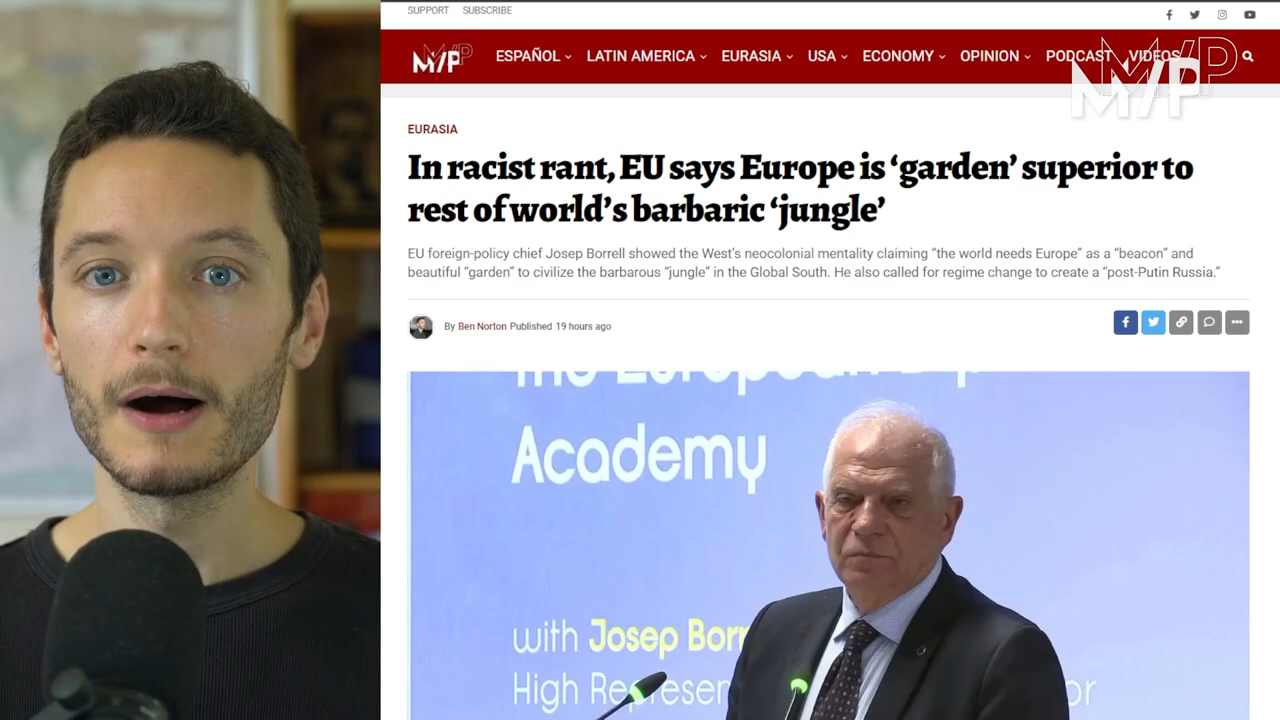 SUPPORT SUBSCRIBE
M/P ESPAÑOL LATIN AMERICA EURASIA USA ECONOMY OPINION PODCAST VIDEOS
M/P
EURASIA
In racist rant, EU says Europe is ‘garden’ superior to
rest of world’s barbaric ‘jungle’
EU foreign-policy chief Josep Borrell showed the West’s neocolonial mentality claiming “the world needs Europe” as a “beacon” and
beautiful “garden” to civilize the barbarous “jungle” in the Global South. He also called for regime change to create a “post-Putin Russia.”
By Ben Norton Published 19 hours ago
The European
Academy
with Josep
High